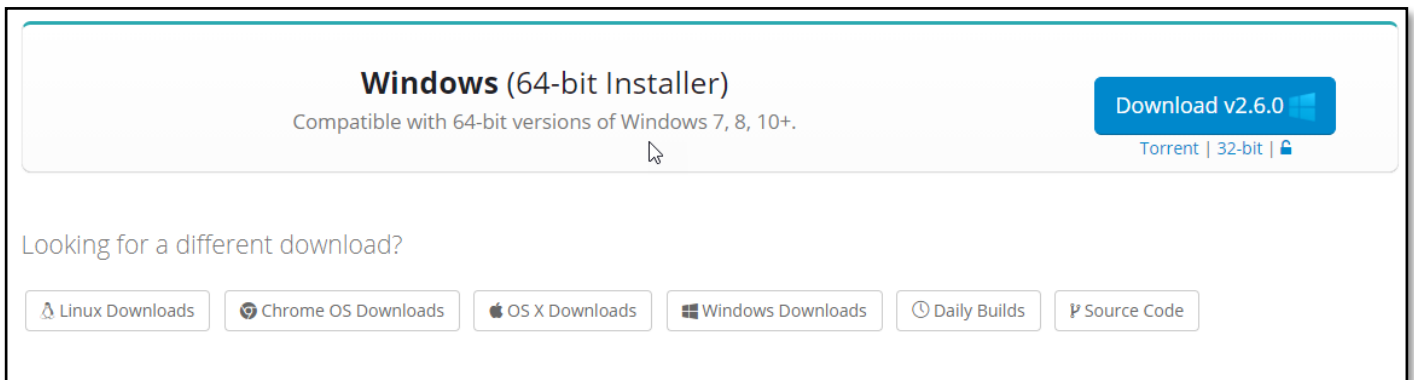 Windows (64-bit Installer)
Compatible with 64-bit versions of Windows 7, 8, 10+.
Download v2.6.0
Torrent | 32-bit |
Looking for a different download?
Linux Downloads
Chrome OS Downloads
OS X Downloads
Windows Downloads
Daily Builds
Source Code